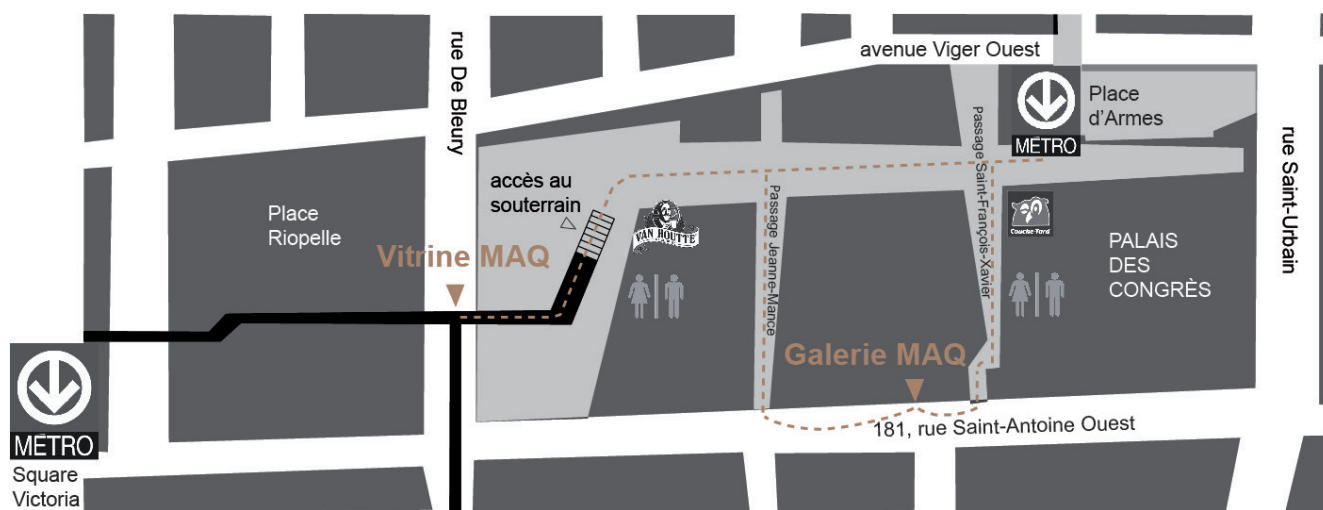 avenue Viger Ouest
rue De Bleury
Place
d'Armes
MÉTRO
Passage Saint-François-Xavier
rue Saint-Urbain
accès au
souterrain
VAN HOUTTE
Passage Jeanne-Mance
Couche-Tard
Place
Riopelle
Vitrine MAQ
PALAIS
DES
CONGRÈS
Galerie MAQ
181, rue Saint-Antoine Ouest
MÉTRO
Square
Victoria